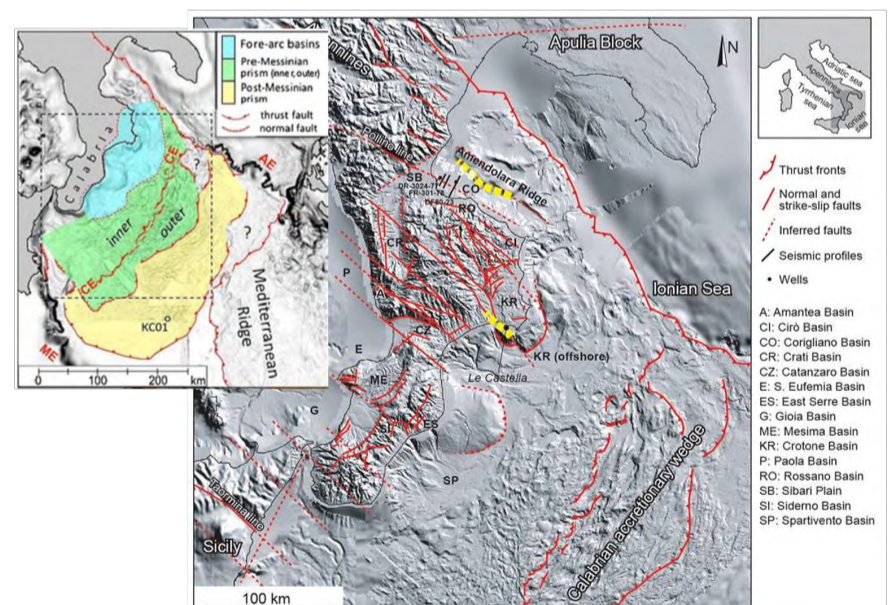 Fore-arc basins
Pre-Messinian
prism (inner, outer)
Post-Messinian
prism
thrust fault
normal fault
Calabria
CE
?
AE
inner
outer
?
CE
KC01
Mediterranean
Ridge
ME
0 100 200 km
Apulia Block
N
Pollino line
Amendolara Ridge
SB
DR-3024-71
FR-301-78
CO
RO
CR
CI
P
A
KR
CZ
E
KR (offshore)
Ionian Sea
Le Castella
ME
G
ES
SI
SP
Taormina line
Sicily
Calabrian accretionary wedge
100 km
Adriatic sea
Apennines
Tyrrhenian
sea
Ionian
sea
Thrust fronts
Normal and
strike-slip faults
Inferred faults
Seismic profiles
Wells
A: Amantea Basin
CI: Cirò Basin
CO: Corigliano Basin
CR: Crati Basin
CZ: Catanzaro Basin
E: S. Eufemia Basin
ES: East Serre Basin
G: Gioia Basin
ME: Mesima Basin
KR: Crotone Basin
P: Paola Basin
RO: Rossano Basin
SB: Sibari Plain
SI: Siderno Basin
SP: Spartivento Basin